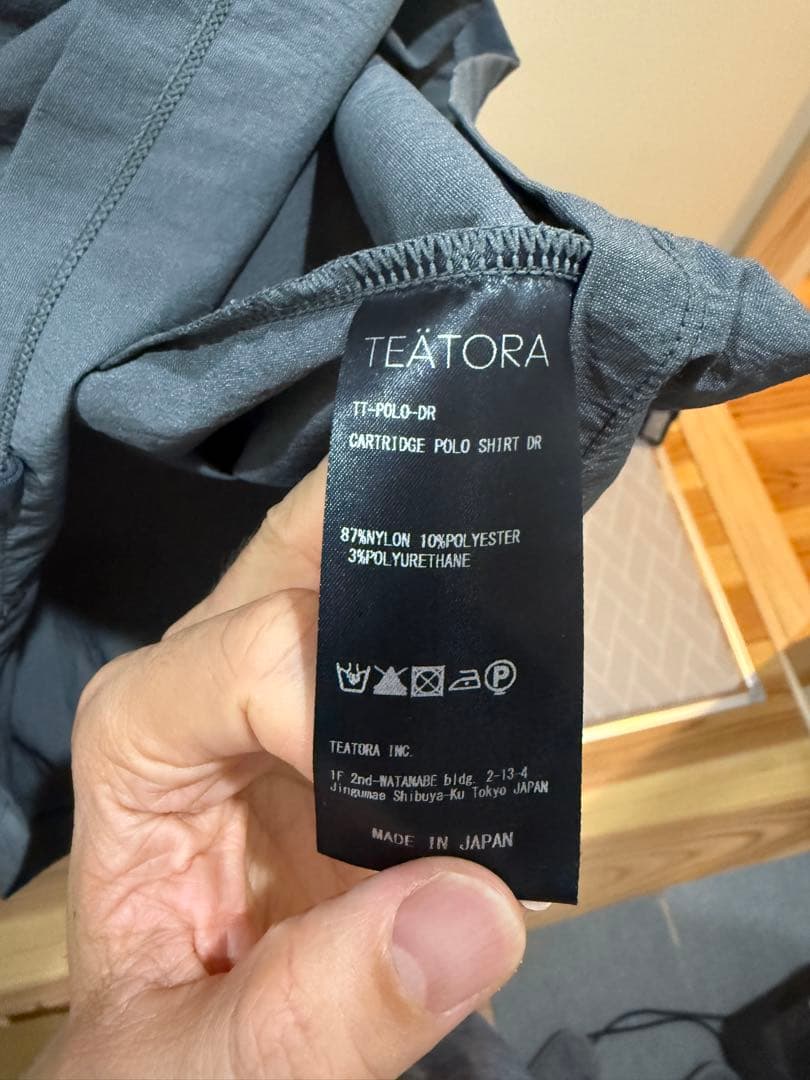 TEÄTORA
TT-POLO-DR
CARTRIDGE POLO SHIRT DR
87%NYLON 10%POLYESTER
3%POLYURETHANE
P
TEATORA INC.
1F 2nd-WATANABE bldg. 2-13-4
Jingumae Shibuya-Ku Tokyo JAPAN
MADE IN JAPAN